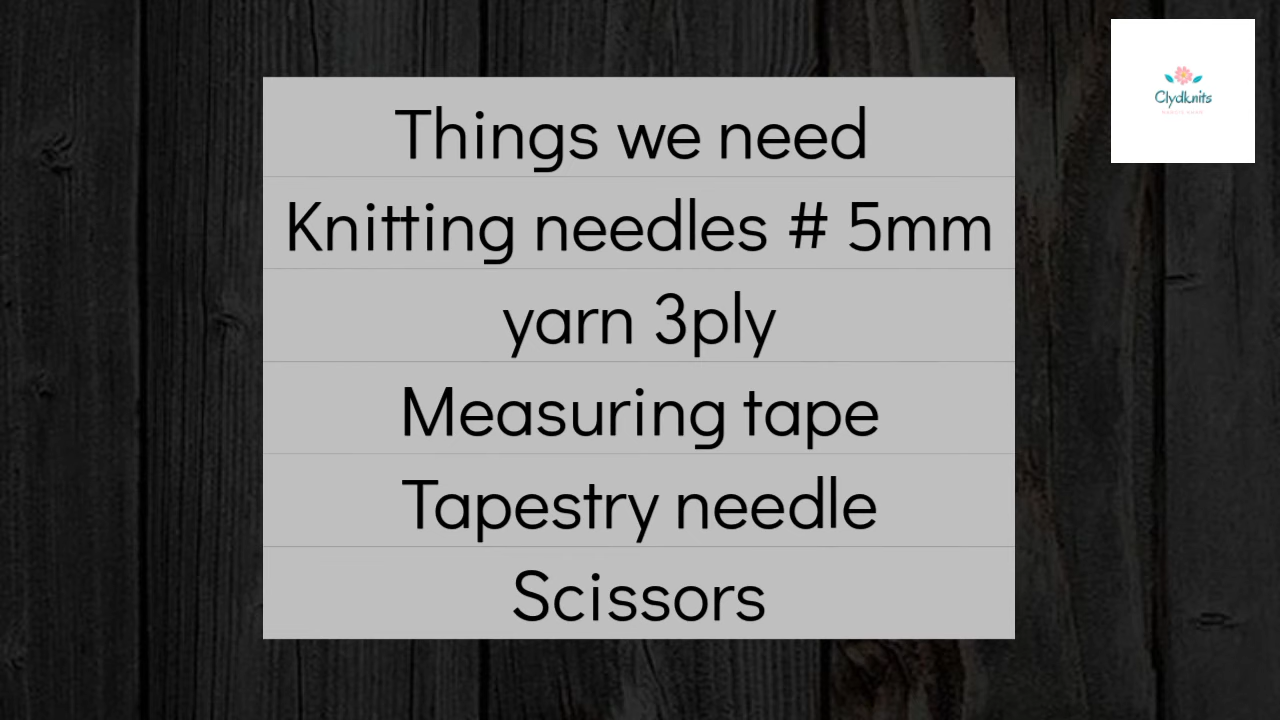 Things we need
Knitting needles # 5mm
yarn 3ply
Measuring tape
Tapestry needle
Scissors
Clydknits